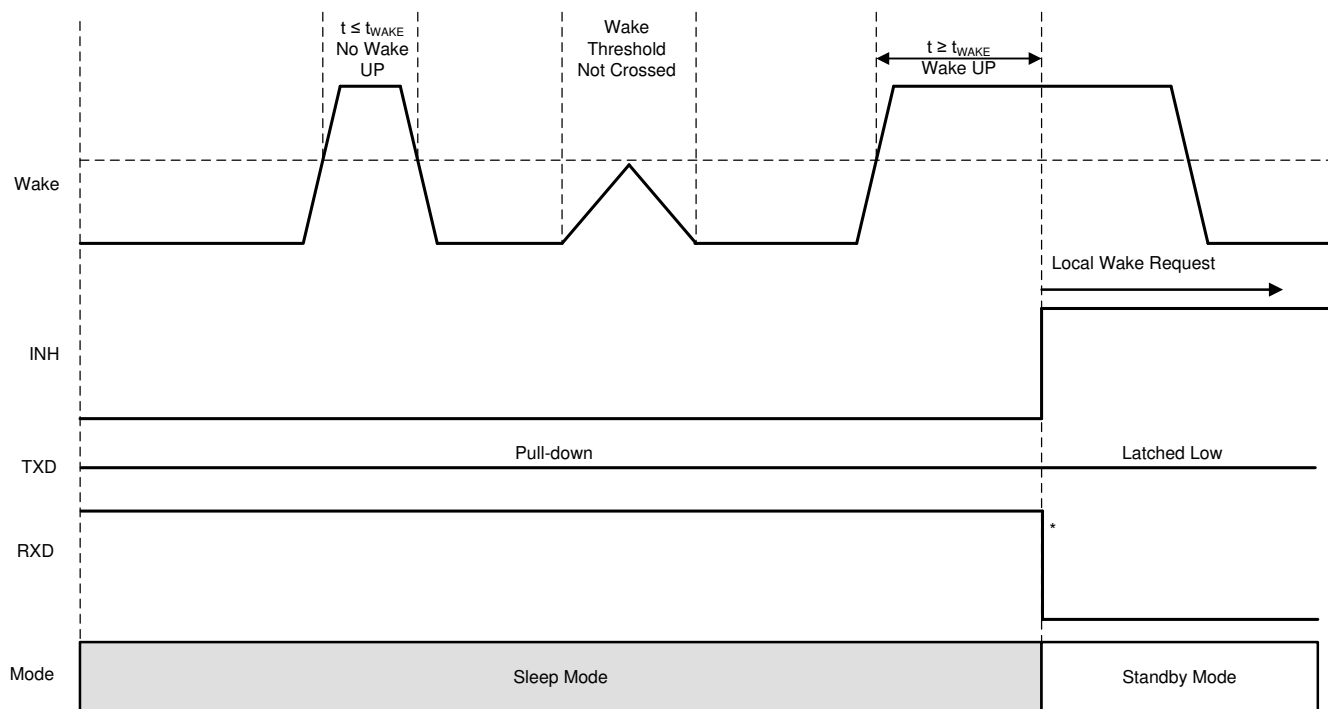 t ≤ tWAKE
No Wake
UP
Wake
Threshold
Not Crossed
t ≥ tWAKE
Wake UP
Wake
Local Wake Request
INH
Pull-down
Latched Low
TXD
*
RXD
Mode
Sleep Mode
Standby Mode